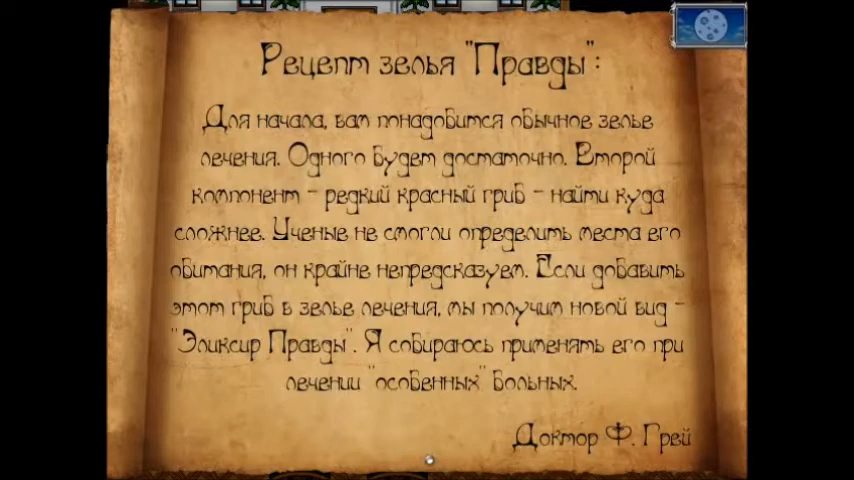 Рецепт зелья "Правды":
Для начала, вам понадобится обычное зелье
лечения. Одного будет достаточно. Второй
компонент - редкий красный гриб - найти куда
сложнее. Ученые не смогли определить места его
обитания, он крайне непредсказуем. Если добавить
этот гриб в зелье лечения, мы получим новой вид -
"Эликсир Правды". Я собираюсь применять его при
лечении "особенных" больных.
Доктор Ф. Грей